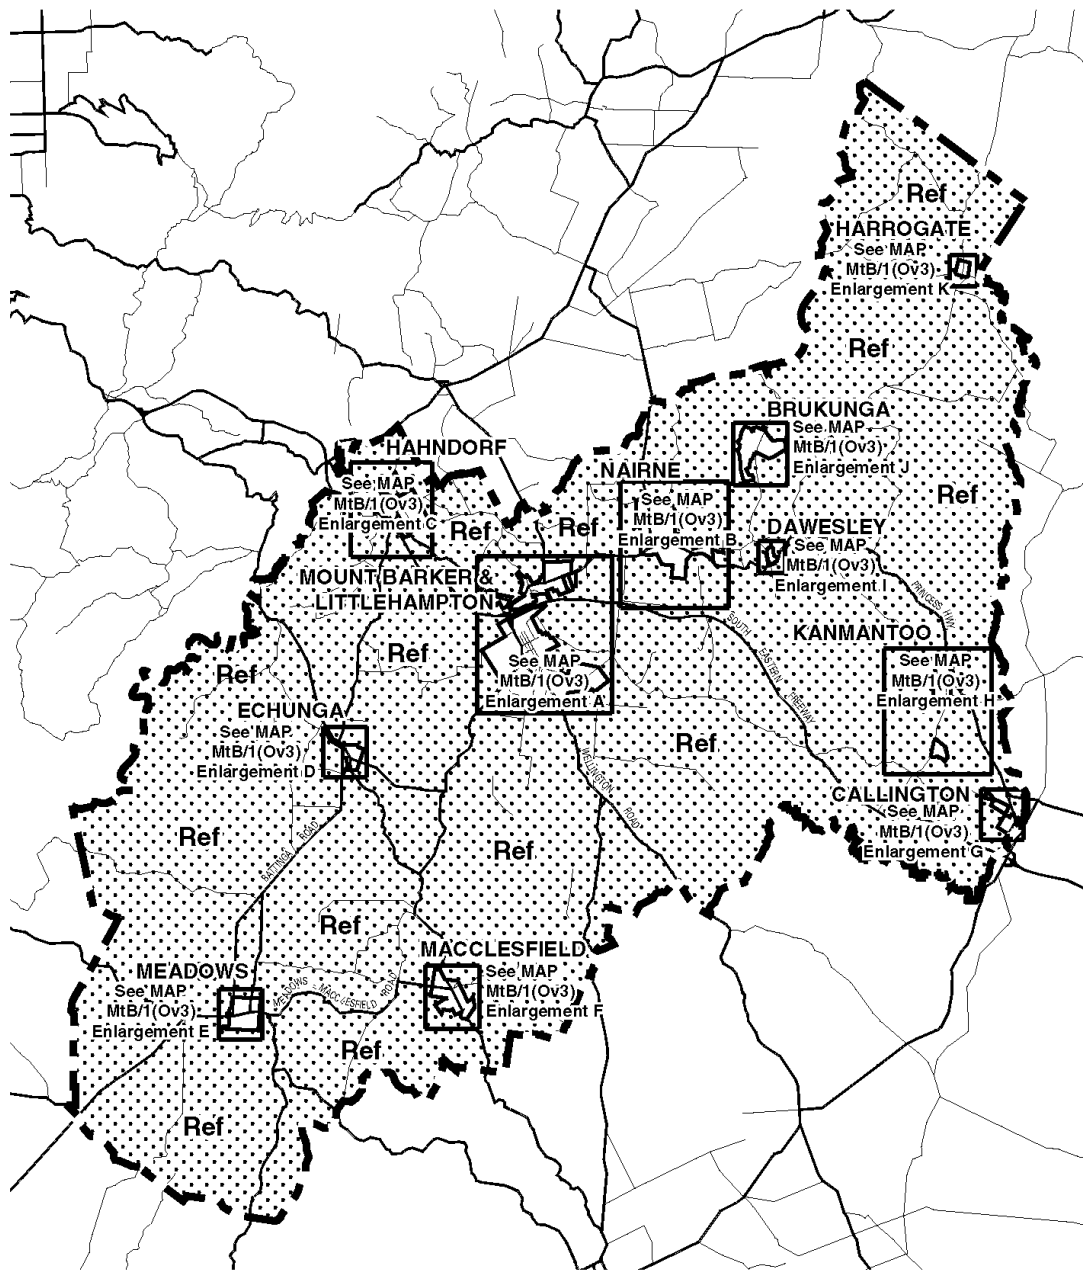 Ref
HARROGATE
See MAP
MtB/1(Ov3)
Enlargement K
Ref
BRUKUNGA
See MAP
MtB/1(Ov3)
Enlargement J
HAHNDORF
See MAP
MtB/1(Ov3)
Enlargement C
Ref
Ref
NAIRNE
See MAP
MtB/1(Ov3)
Enlargement B
Ref
DAWESLEY
See MAP
MtB/1(Ov3)
Enlargement I
MOUNT BARKER &
LITTLEHAMPTON
See MAP
MtB/1(Ov3)
Enlargement A
PRINCESS HWY
SOUTH EASTERN FREEWAY
KANMANTOO
See MAP
MtB/1(Ov3)
Enlargement H
Ref
Ref
ECHUNGA
See MAP
MtB/1(Ov3)
Enlargement D
Ref
WELLINGTON ROAD
CALLINGTON
See MAP
MtB/1(Ov3)
Enlargement G
Ref
BATTINGA ROAD
Ref
Ref
MACCLESFIELD
See MAP
MtB/1(Ov3)
Enlargement F
MEADOWS
See MAP
MtB/1(Ov3)
Enlargement E
MEADOWS - MACCLESFIELD ROAD
Ref
Ref